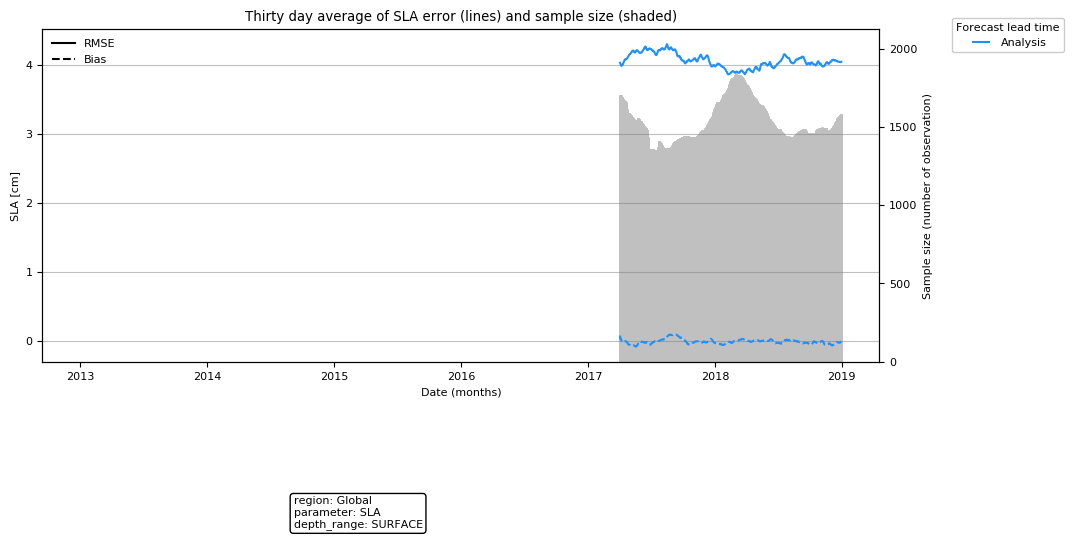 Thirty day average of SLA error (lines) and sample size (shaded)
Forecast lead time
Analysis
RMSE
Bias
SLA [cm]
4
3
2
1
0
2000
1500
1000
500
0
Sample size (number of observation)
2013 2014 2015 2016 2017 2018 2019
Date (months)
region: Global
parameter: SLA
depth_range: SURFACE